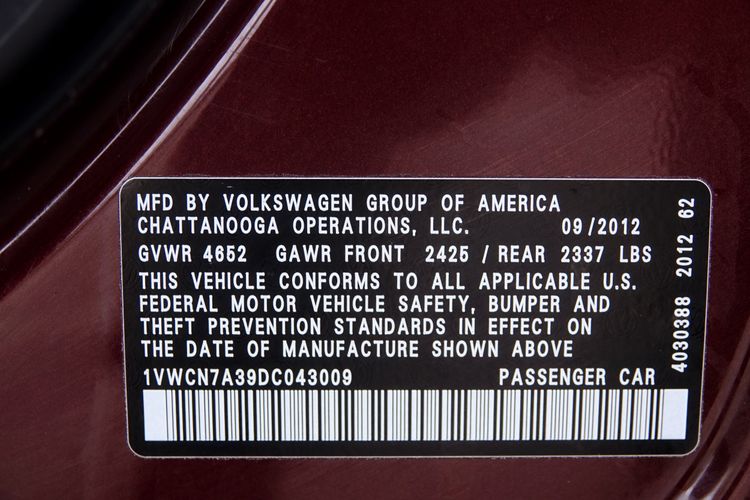 MFD BY VOLKSWAGEN GROUP OF AMERICA
CHATTANOOGA OPERATIONS, LLC. 09/2012
GVWR 4652 GAWR FRONT 2425 / REAR 2337 LBS
THIS VEHICLE CONFORMS TO ALL APPLICABLE U.S.
FEDERAL MOTOR VEHICLE SAFETY, BUMPER AND
THEFT PREVENTION STANDARDS IN EFFECT ON
THE DATE OF MANUFACTURE SHOWN ABOVE
1VWCN7A39DC043009 PASSENGER CAR
4030388 2012 62